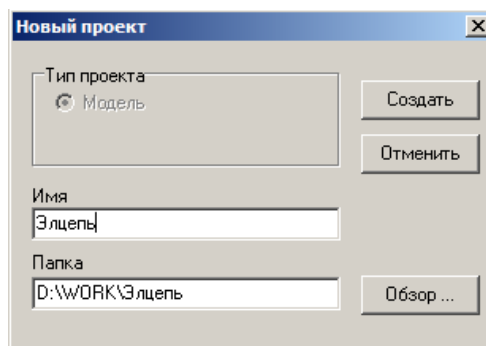 Новый проект
Тип проекта
Модель
Создать
Отменить
Имя
Элцепь
Папка
D:\WORK\Элцепь
Обзор ...